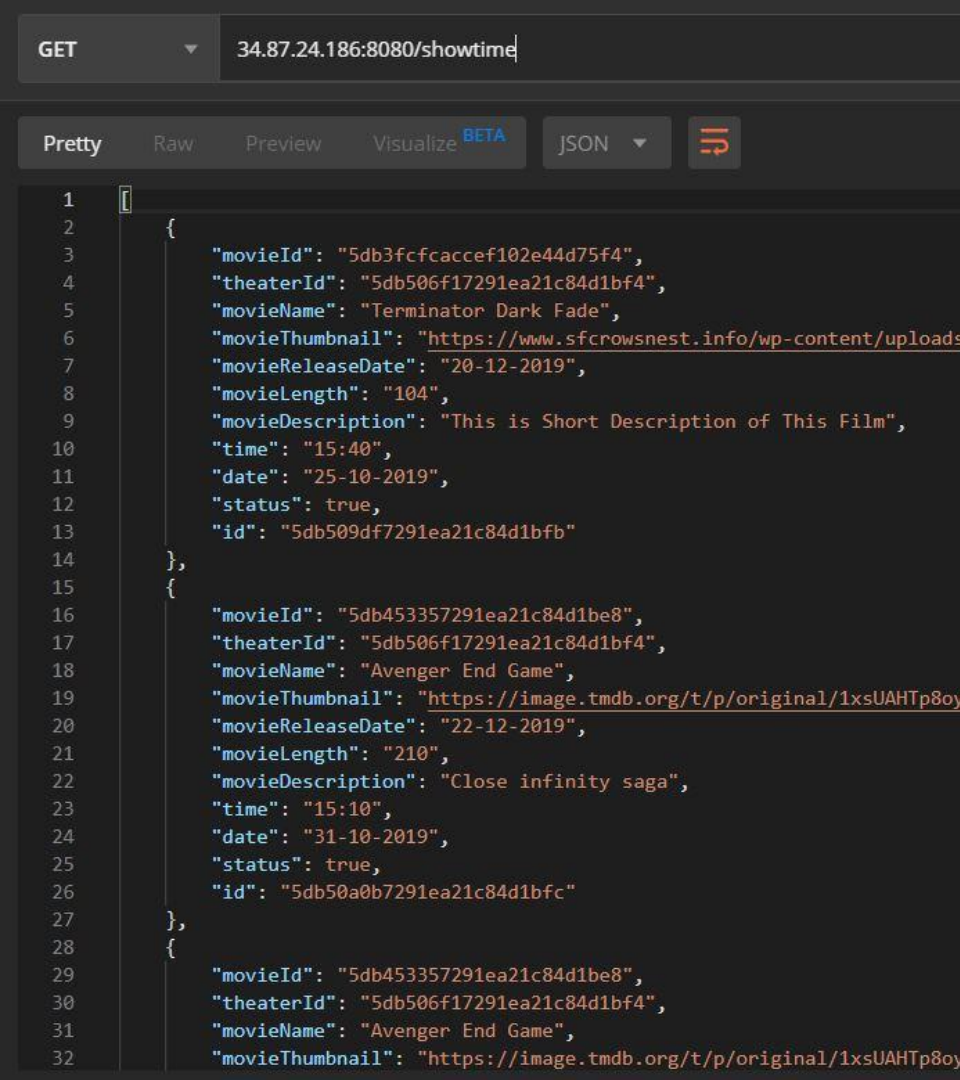 GET 34.87.24.186:8080/showtime
Pretty Raw Preview Visualize BETA JSON
1 [
2 {
3 "movieId": "5db3fcfcaccef102e44d75f4",
4 "theaterId": "5db506f17291ea21c84d1bf4",
5 "movieName": "Terminator Dark Fade",
6 "movieThumbnail": "https://www.sfcrowsnest.info/wp-content/uploads
7 "movieReleaseDate": "20-12-2019",
8 "movieLength": "104",
9 "movieDescription": "This is Short Description of This Film",
10 "time": "15:40",
11 "date": "25-10-2019",
12 "status": true,
13 "id": "5db509df7291ea21c84d1bfb"
14 },
15 {
16 "movieId": "5db453357291ea21c84d1be8",
17 "theaterId": "5db506f17291ea21c84d1bf4",
18 "movieName": "Avenger End Game",
19 "movieThumbnail": "https://image.tmdb.org/t/p/original/1xsUAHTp8oy
20 "movieReleaseDate": "22-12-2019",
21 "movieLength": "210",
22 "movieDescription": "Close infinity saga",
23 "time": "15:10",
24 "date": "31-10-2019",
25 "status": true,
26 "id": "5db50a0b7291ea21c84d1bfc"
27 },
28 {
29 "movieId": "5db453357291ea21c84d1be8",
30 "theaterId": "5db506f17291ea21c84d1bf4",
31 "movieName": "Avenger End Game",
32 "movieThumbnail": "https://image.tmdb.org/t/p/original/1xsUAHTp8oy